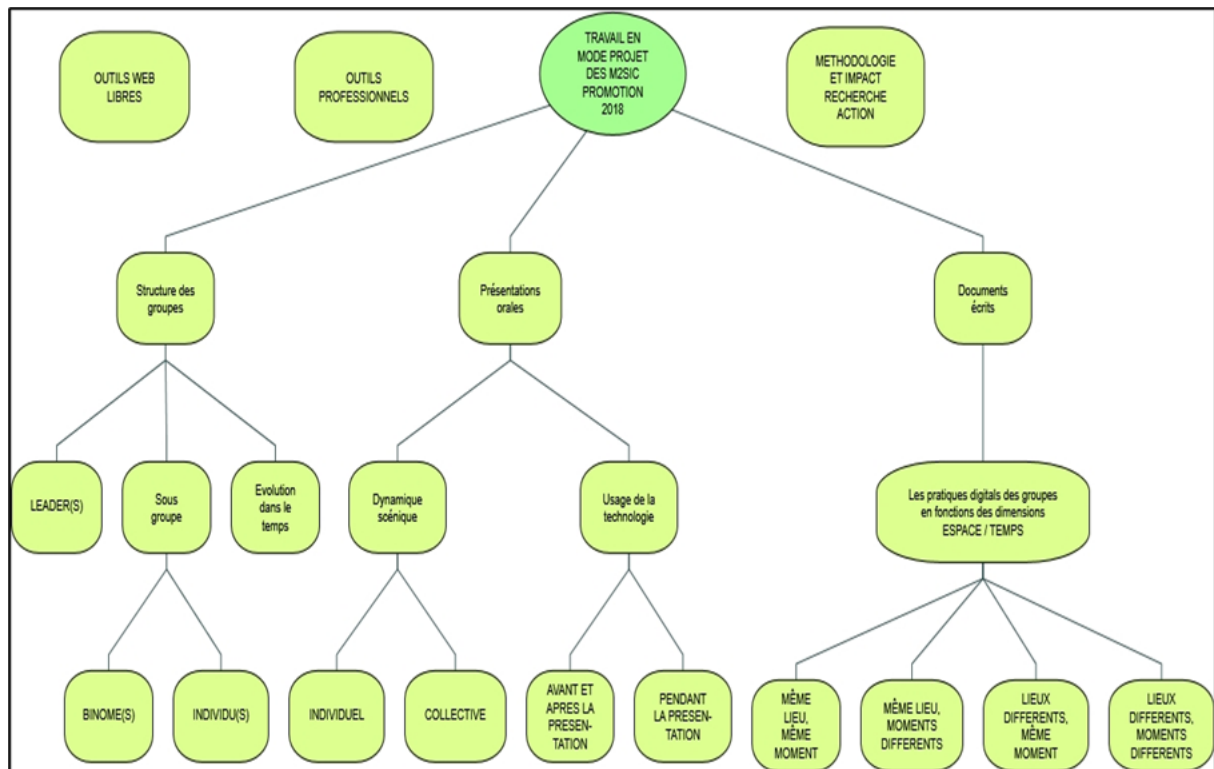 OUTILS WEB
LIBRES
OUTILS
PROFESSIONNELS
TRAVAIL EN
MODE PROJET
DES M2SIC
PROMOTION
2018
METHODOLOGIE
ET IMPACT
RECHERCHE
ACTION
Structure des
groupes
Présentations
orales
Documents
écrits
LEADER(S)
Sous
groupe
Evolution
dans le
temps
Dynamique
scénique
Usage de la
technologie
Les pratiques digitals des groupes
en fonctions des dimensions
ESPACE / TEMPS
BINOME(S)
INDIVIDU(S)
INDIVIDUEL
COLLECTIVE
AVANT ET
APRES LA
PRESEN-
TATION
PENDANT
LA PRESEN-
TATION
MÊME
LIEU,
MÊME
MOMENT
MÊME LIEU,
MOMENTS
DIFFERENTS
LIEUX
DIFFERENTS,
MÊME
MOMENT
LIEUX
DIFFERENTS,
MOMENTS
DIFFERENTS